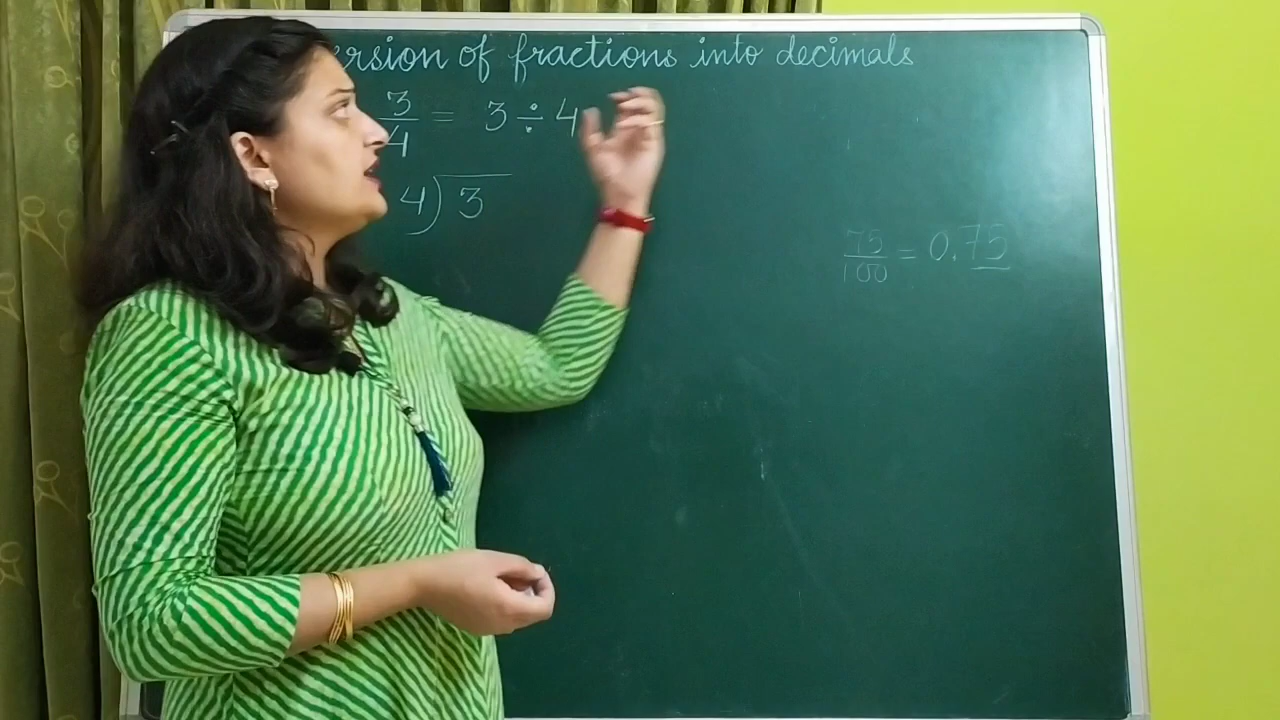 ersion of fractions into decimals
3/4 = 3 ÷ 4
4)3
75/100 = 0.75